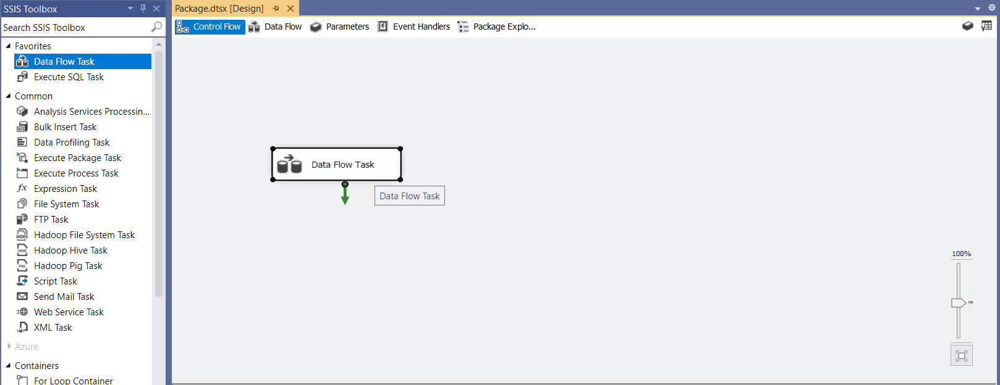 SSIS Toolbox
Search SSIS Toolbox
Favorites
Data Flow Task
Execute SQL Task
Common
Analysis Services Processin...
Bulk Insert Task
Data Profiling Task
Execute Package Task
Execute Process Task
fx Expression Task
File System Task
FTP Task
Hadoop File System Task
Hadoop Hive Task
Hadoop Pig Task
Script Task
Send Mail Task
Web Service Task
XML Task
Azure
Containers
For Loop Container
Package.dtsx [Design]
Control Flow Data Flow Parameters Event Handlers Package Explo...
Data Flow Task
Data Flow Task
100%